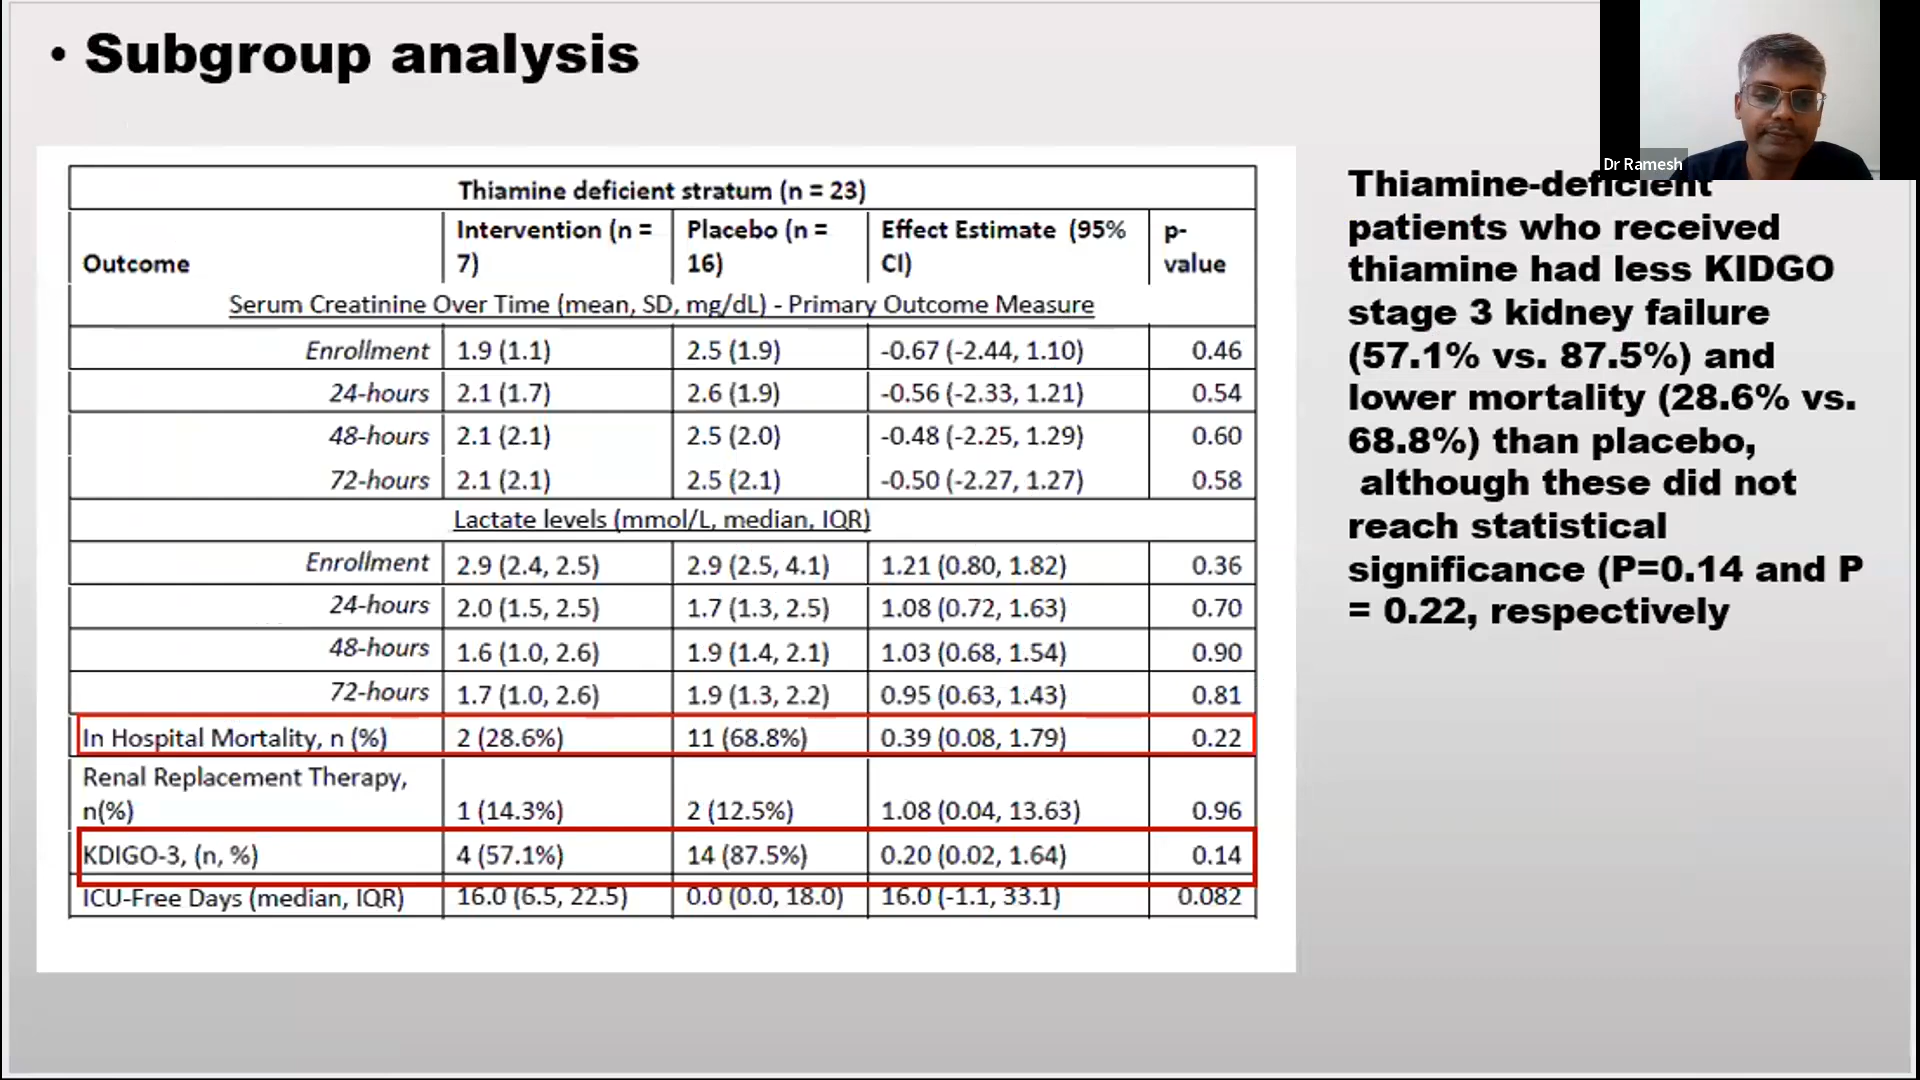 • Subgroup analysis
Dr Ramesh
Thiamine deficient stratum (n = 23)
Outcome Intervention (n = 7) Placebo (n = 16) Effect Estimate (95% CI) p-value
Serum Creatinine Over Time (mean, SD, mg/dL) - Primary Outcome Measure
Enrollment 1.9 (1.1) 2.5 (1.9) -0.67 (-2.44, 1.10) 0.46
24-hours 2.1 (1.7) 2.6 (1.9) -0.56 (-2.33, 1.21) 0.54
48-hours 2.1 (2.1) 2.5 (2.0) -0.48 (-2.25, 1.29) 0.60
72-hours 2.1 (2.1) 2.5 (2.1) -0.50 (-2.27, 1.27) 0.58
Lactate levels (mmol/L, median, IQR)
Enrollment 2.9 (2.4, 2.5) 2.9 (2.5, 4.1) 1.21 (0.80, 1.82) 0.36
24-hours 2.0 (1.5, 2.5) 1.7 (1.3, 2.5) 1.08 (0.72, 1.63) 0.70
48-hours 1.6 (1.0, 2.6) 1.9 (1.4, 2.1) 1.03 (0.68, 1.54) 0.90
72-hours 1.7 (1.0, 2.6) 1.9 (1.3, 2.2) 0.95 (0.63, 1.43) 0.81
In Hospital Mortality, n (%) 2 (28.6%) 11 (68.8%) 0.39 (0.08, 1.79) 0.22
Renal Replacement Therapy, n(%) 1 (14.3%) 2 (12.5%) 1.08 (0.04, 13.63) 0.96
KDIGO-3, (n, %) 4 (57.1%) 14 (87.5%) 0.20 (0.02, 1.64) 0.14
ICU-Free Days (median, IQR) 16.0 (6.5, 22.5) 0.0 (0.0, 18.0) 16.0 (-1.1, 33.1) 0.082
Thiamine-deficient
patients who received
thiamine had less KIDGO
stage 3 kidney failure
(57.1% vs. 87.5%) and
lower mortality (28.6% vs.
68.8%) than placebo,
although these did not
reach statistical
significance (P=0.14 and P
= 0.22, respectively